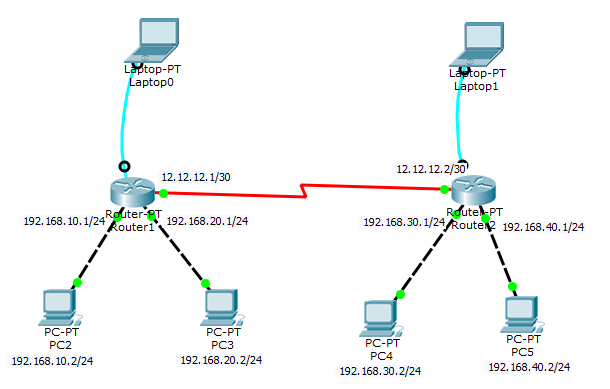 Laptop-PT
Laptop0
Laptop-PT
Laptop1
12.12.12.1/30
12.12.12.2/30
Router-PT
Router1
Router-PT
Router2
192.168.10.1/24
192.168.20.1/24
192.168.30.1/24
192.168.40.1/24
PC-PT
PC2
192.168.10.2/24
PC-PT
PC3
192.168.20.2/24
PC-PT
PC4
192.168.30.2/24
PC-PT
PC5
192.168.40.2/24